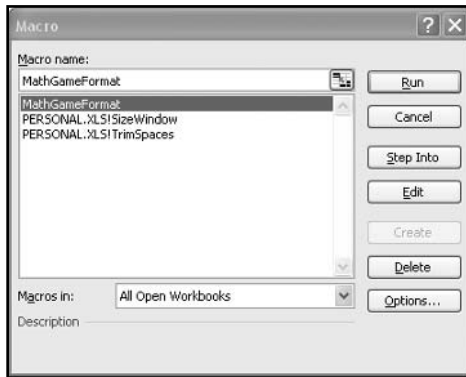 Macro
Macro name:
MathGameFormat
MathGameFormat
PERSONAL.XLS!SizeWindow
PERSONAL.XLS!TrimSpaces
Macros in:
All Open Workbooks
Description
Run
Cancel
Step Into
Edit
Create
Delete
Options...